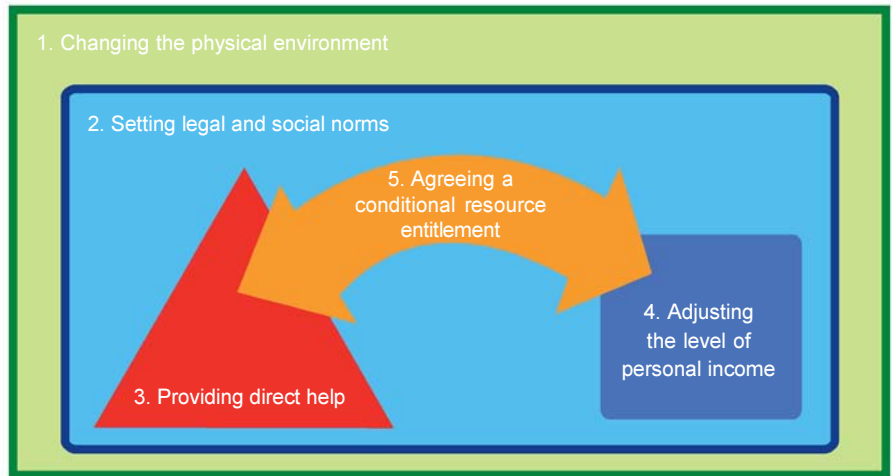 1. Changing the physical environment
2. Setting legal and social norms
5. Agreeing a
conditional resource
entitlement
4. Adjusting
the level of
personal income
3. Providing direct help